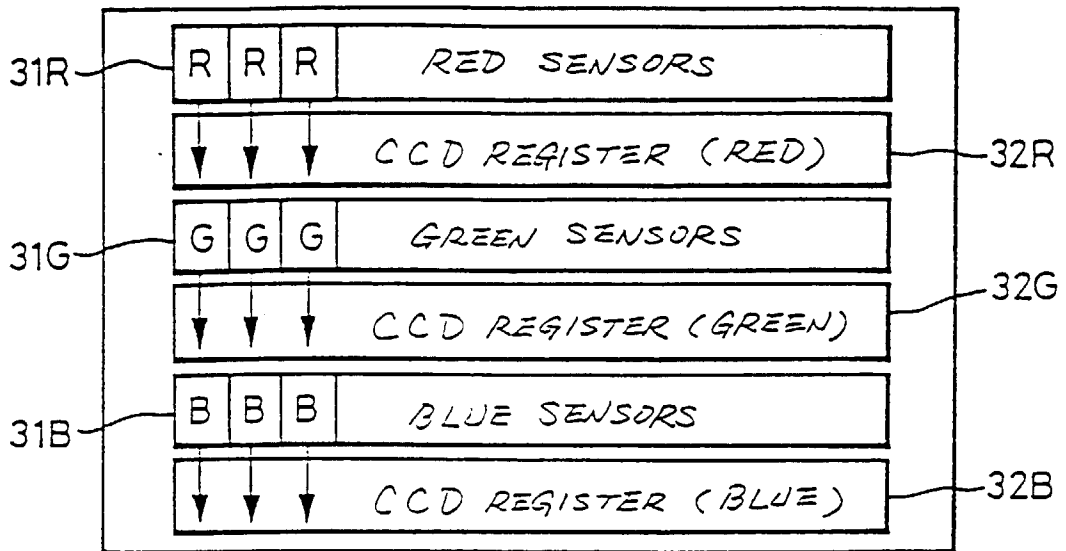 31R R R R RED SENSORS
CCD REGISTER (RED) 32R
31G G G G GREEN SENSORS
CCD REGISTER (GREEN) 32G
31B B B B BLUE SENSORS
CCD REGISTER (BLUE) 32B